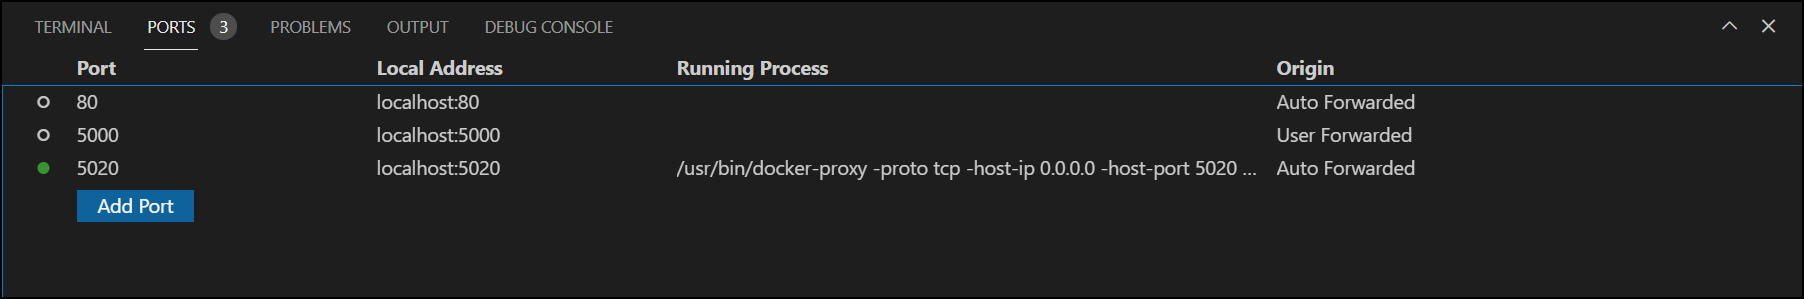 TERMINAL PORTS 3 PROBLEMS OUTPUT DEBUG CONSOLE
Port Local Address Running Process Origin
80 localhost:80 Auto Forwarded
5000 localhost:5000 User Forwarded
5020 localhost:5020 /usr/bin/docker-proxy -proto tcp -host-ip 0.0.0.0 -host-port 5020 ... Auto Forwarded
Add Port